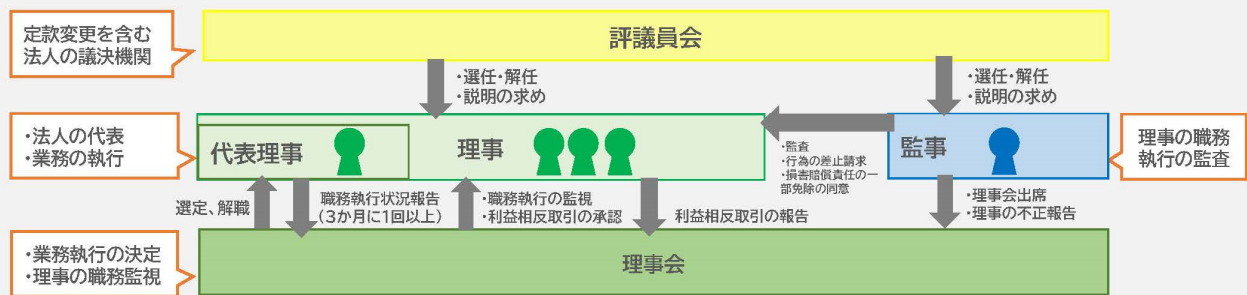 定款変更を含む
法人の議決機関
評議員会
・選任・解任
・説明の求め
・選任・解任
・説明の求め
・法人の代表
・業務の執行
代表理事
理事
・監査
・行為の差止請求
・損害賠償責任の一
部免除の同意
監事
理事の職務
執行の監査
選定、解職
職務執行状況報告
(3か月に1回以上)
・職務執行の監視
・利益相反取引の承認
利益相反取引の報告
・理事会出席
・理事の不正報告
・業務執行の決定
・理事の職務監視
理事会